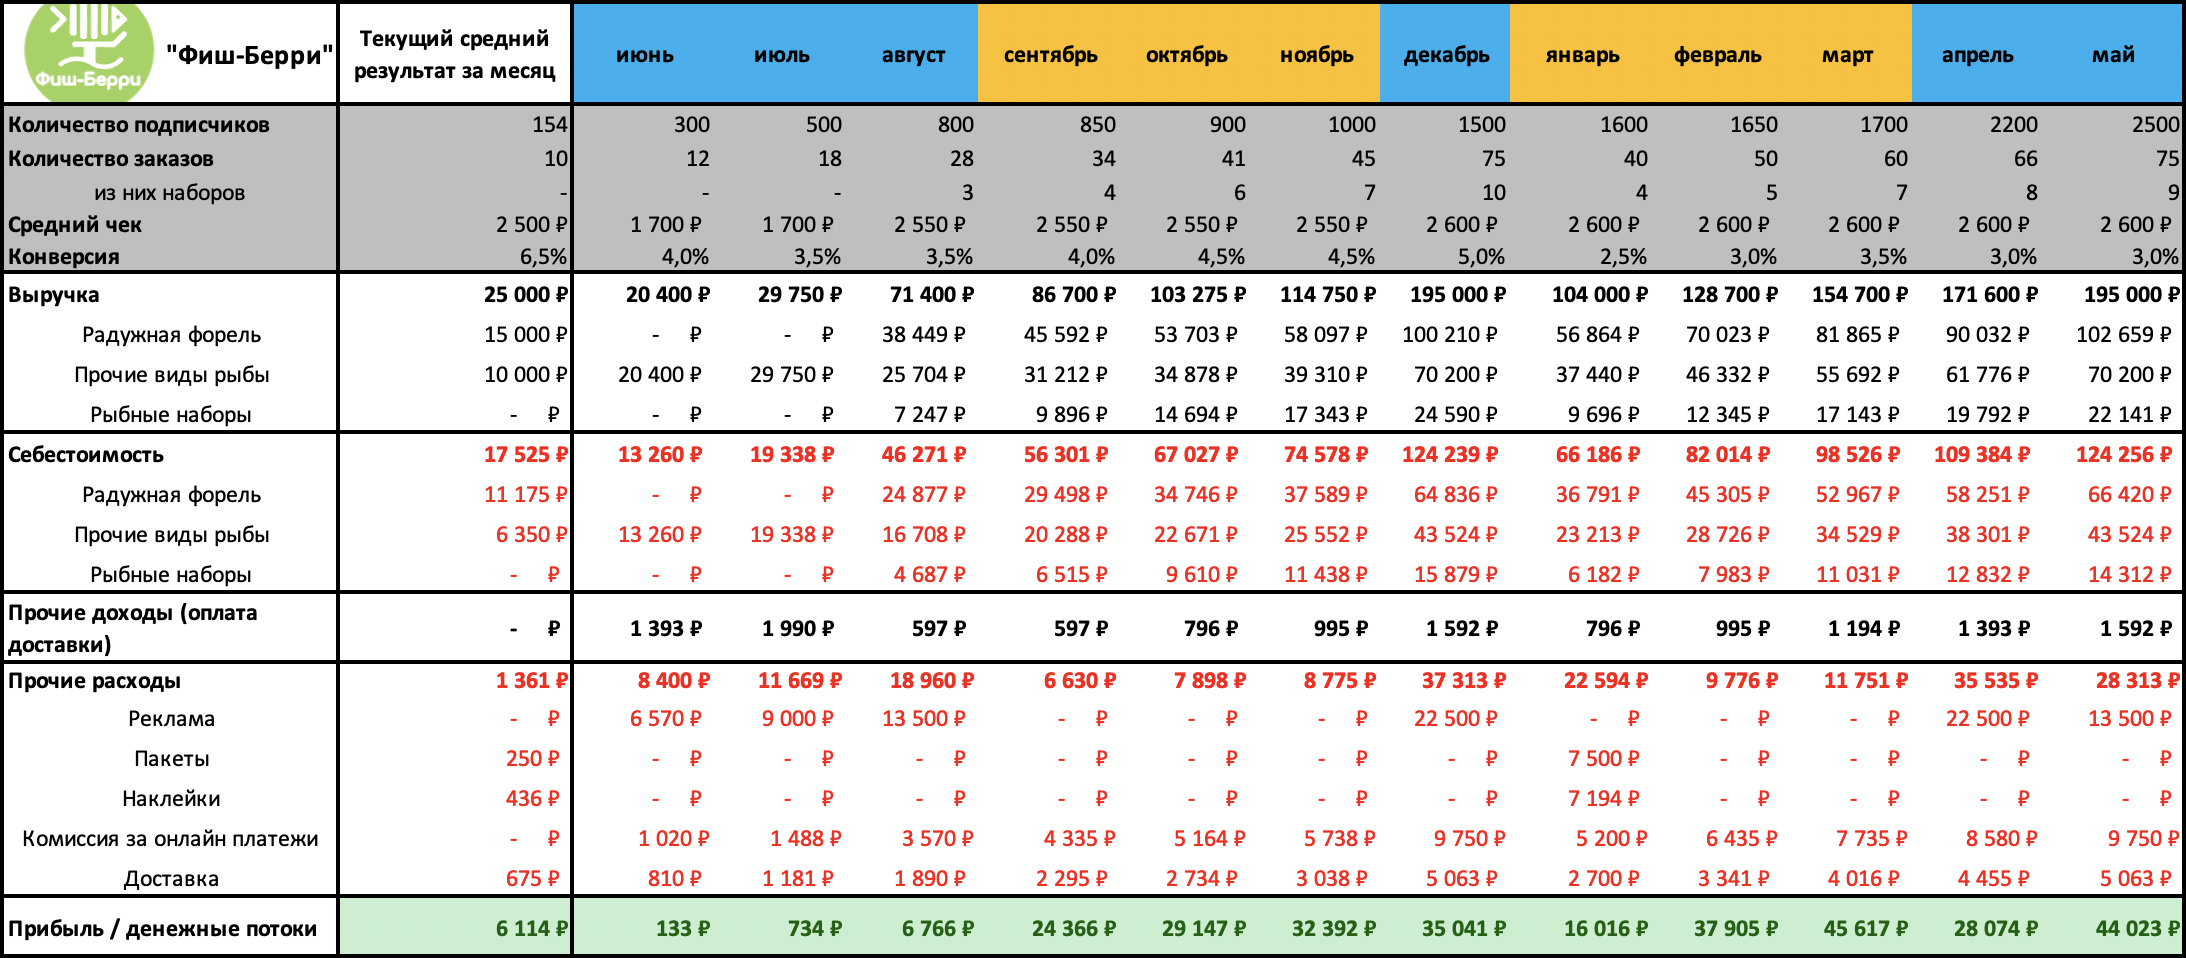 Фиш-Берри
"Фиш-Берри" Текущий средний результат за месяц июнь июль август сентябрь октябрь ноябрь декабрь январь февраль март апрель май
Количество подписчиков 154 300 500 800 850 900 1000 1500 1600 1650 1700 2200 2500
Количество заказов 10 12 18 28 34 41 45 75 40 50 60 66 75
из них наборов - - - 3 4 6 7 10 4 5 7 8 9
Средний чек 2 500 ₽ 1 700 ₽ 1 700 ₽ 2 550 ₽ 2 550 ₽ 2 550 ₽ 2 550 ₽ 2 600 ₽ 2 600 ₽ 2 600 ₽ 2 600 ₽ 2 600 ₽ 2 600 ₽
Конверсия 6,5% 4,0% 3,5% 3,5% 4,0% 4,5% 4,5% 5,0% 2,5% 3,0% 3,5% 3,0% 3,0%
Выручка 25 000 ₽ 20 400 ₽ 29 750 ₽ 71 400 ₽ 86 700 ₽ 103 275 ₽ 114 750 ₽ 195 000 ₽ 104 000 ₽ 128 700 ₽ 154 700 ₽ 171 600 ₽ 195 000 ₽
Радужная форель 15 000 ₽ - ₽ - ₽ 38 449 ₽ 45 592 ₽ 53 703 ₽ 58 097 ₽ 100 210 ₽ 56 864 ₽ 70 023 ₽ 81 865 ₽ 90 032 ₽ 102 659 ₽
Прочие виды рыбы 10 000 ₽ 20 400 ₽ 29 750 ₽ 25 704 ₽ 31 212 ₽ 34 878 ₽ 39 310 ₽ 70 200 ₽ 37 440 ₽ 46 332 ₽ 55 692 ₽ 61 776 ₽ 70 200 ₽
Рыбные наборы - ₽ - ₽ - ₽ 7 247 ₽ 9 896 ₽ 14 694 ₽ 17 343 ₽ 24 590 ₽ 9 696 ₽ 12 345 ₽ 17 143 ₽ 19 792 ₽ 22 141 ₽
Себестоимость 17 525 ₽ 13 260 ₽ 19 338 ₽ 46 271 ₽ 56 301 ₽ 67 027 ₽ 74 578 ₽ 124 239 ₽ 66 186 ₽ 82 014 ₽ 98 526 ₽ 109 384 ₽ 124 256 ₽
Радужная форель 11 175 ₽ - ₽ - ₽ 24 877 ₽ 29 498 ₽ 34 746 ₽ 37 589 ₽ 64 836 ₽ 36 791 ₽ 45 305 ₽ 52 967 ₽ 58 251 ₽ 66 420 ₽
Прочие виды рыбы 6 350 ₽ 13 260 ₽ 19 338 ₽ 16 708 ₽ 20 288 ₽ 22 671 ₽ 25 552 ₽ 43 524 ₽ 23 213 ₽ 28 726 ₽ 34 529 ₽ 38 301 ₽ 43 524 ₽
Рыбные наборы - ₽ - ₽ - ₽ 4 687 ₽ 6 515 ₽ 9 610 ₽ 11 438 ₽ 15 879 ₽ 6 182 ₽ 7 983 ₽ 11 031 ₽ 12 832 ₽ 14 312 ₽
Прочие доходы (оплата доставки) - ₽ 1 393 ₽ 1 990 ₽ 597 ₽ 597 ₽ 796 ₽ 995 ₽ 1 592 ₽ 796 ₽ 995 ₽ 1 194 ₽ 1 393 ₽ 1 592 ₽
Прочие расходы 1 361 ₽ 8 400 ₽ 11 669 ₽ 18 960 ₽ 6 630 ₽ 7 898 ₽ 8 775 ₽ 37 313 ₽ 22 594 ₽ 9 776 ₽ 11 751 ₽ 35 535 ₽ 28 313 ₽
Реклама - ₽ 6 570 ₽ 9 000 ₽ 13 500 ₽ - ₽ - ₽ - ₽ 22 500 ₽ - ₽ - ₽ - ₽ 22 500 ₽ 13 500 ₽
Пакеты 250 ₽ - ₽ - ₽ - ₽ - ₽ - ₽ - ₽ - ₽ 7 500 ₽ - ₽ - ₽ - ₽ - ₽
Наклейки 436 ₽ - ₽ - ₽ - ₽ - ₽ - ₽ - ₽ - ₽ 7 194 ₽ - ₽ - ₽ - ₽ - ₽
Комиссия за онлайн платежи - ₽ 1 020 ₽ 1 488 ₽ 3 570 ₽ 4 335 ₽ 5 164 ₽ 5 738 ₽ 9 750 ₽ 5 200 ₽ 6 435 ₽ 7 735 ₽ 8 580 ₽ 9 750 ₽
Доставка 675 ₽ 810 ₽ 1 181 ₽ 1 890 ₽ 2 295 ₽ 2 734 ₽ 3 038 ₽ 5 063 ₽ 2 700 ₽ 3 341 ₽ 4 016 ₽ 4 455 ₽ 5 063 ₽
Прибыль / денежные потоки 6 114 ₽ 133 ₽ 734 ₽ 6 766 ₽ 24 366 ₽ 29 147 ₽ 32 392 ₽ 35 041 ₽ 16 016 ₽ 37 905 ₽ 45 617 ₽ 28 074 ₽ 44 023 ₽